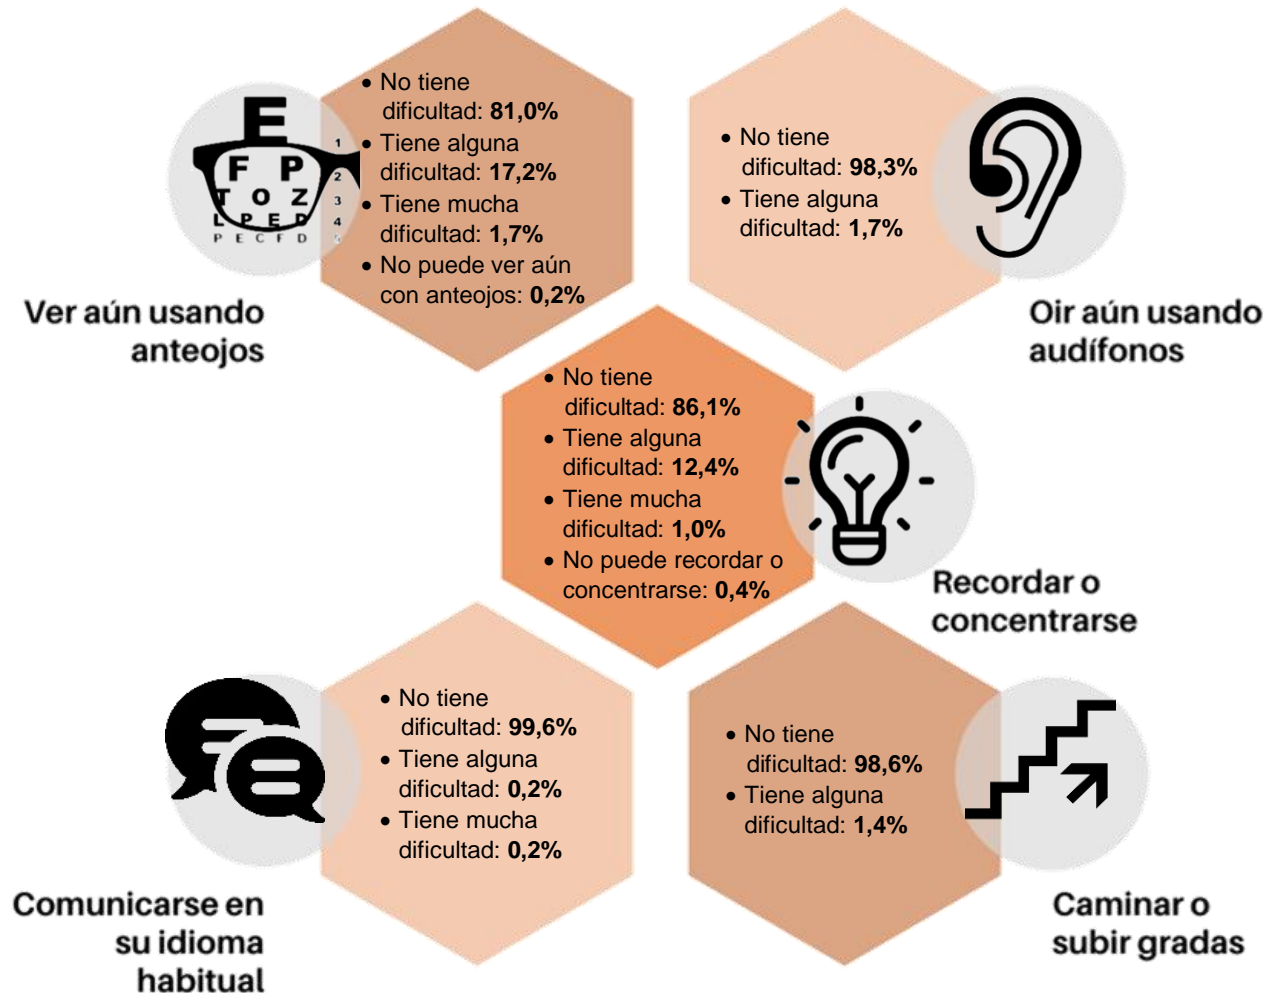 E
F P
T O Z
L P E D
P E C F D
1
2
3
4
• No tiene
dificultad: 81,0%
• Tiene alguna
dificultad: 17,2%
• Tiene mucha
dificultad: 1,7%
• No puede ver aún
con anteojos: 0,2%
Ver aún usando
anteojos
• No tiene
dificultad: 98,3%
• Tiene alguna
dificultad: 1,7%
Oir aún usando
audífonos
• No tiene
dificultad: 86,1%
• Tiene alguna
dificultad: 12,4%
• Tiene mucha
dificultad: 1,0%
• No puede recordar o
concentrarse: 0,4%
Recordar o
concentrarse
• No tiene
dificultad: 99,6%
• Tiene alguna
dificultad: 0,2%
• Tiene mucha
dificultad: 0,2%
Comunicarse en
su idioma
habitual
• No tiene
dificultad: 98,6%
• Tiene alguna
dificultad: 1,4%
Caminar o
subir gradas